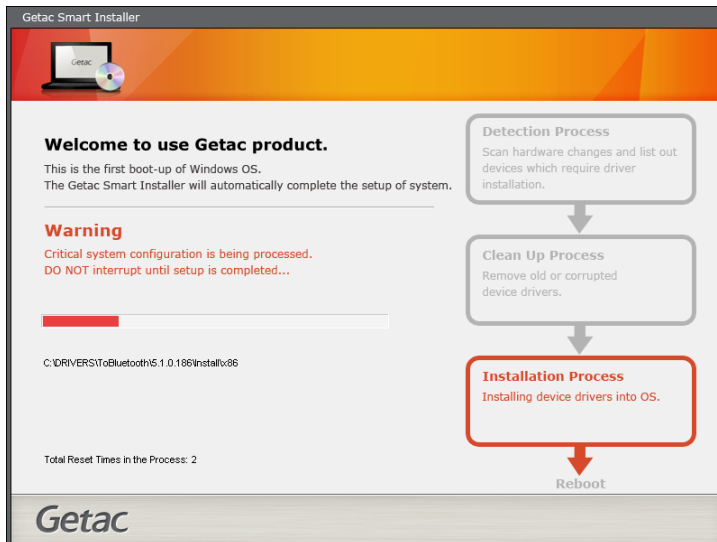 Getac Smart Installer
Getac
Welcome to use Getac product.
This is the first boot-up of Windows OS.
The Getac Smart Installer will automatically complete the setup of system.
Warning
Critical system configuration is being processed.
DO NOT interrupt until setup is completed...
C:\DRIVERS\ToBluetooth\5.1.0.186\Install\x86
Total Reset Times in the Process: 2
Detection Process
Scan hardware changes and list out
devices which require driver
installation.
Clean Up Process
Remove old or corrupted
device drivers.
Installation Process
Installing device drivers into OS.
Reboot
Getac